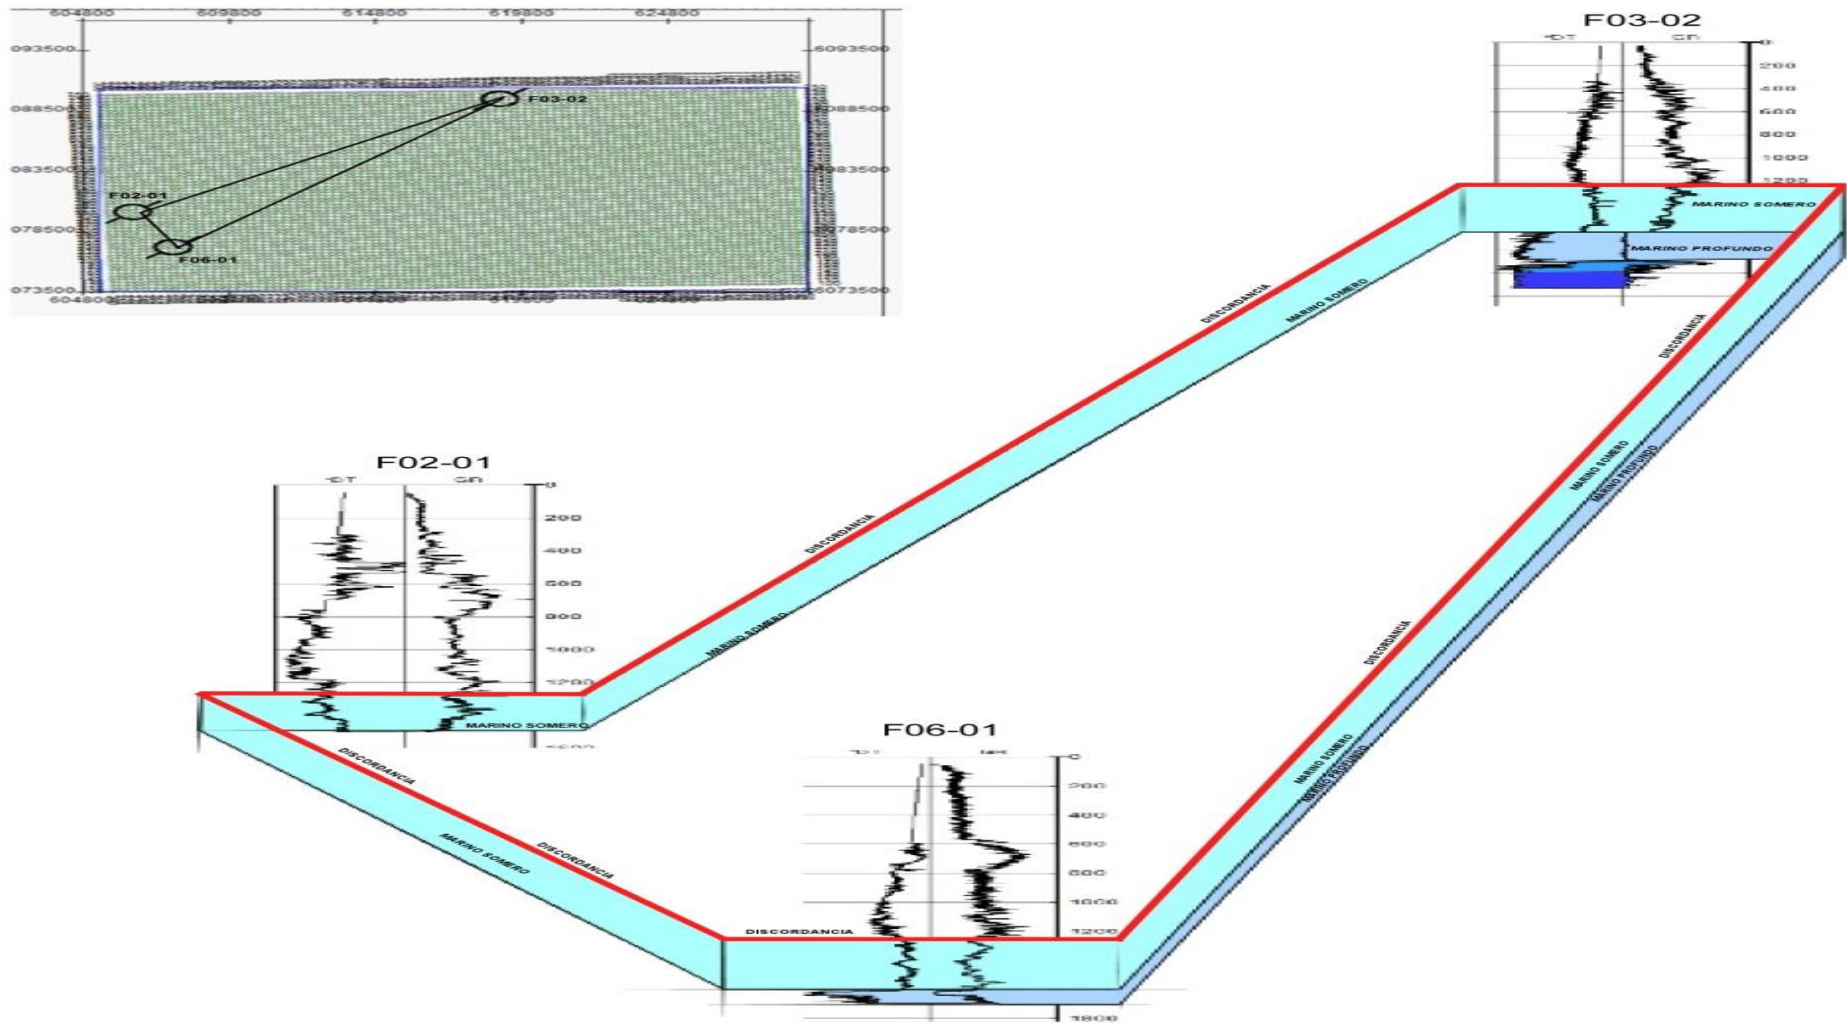 604800 609800 614800 619800 624800
093500 6093500
088500 6088500
F03-02
083500 6083500
F02-01
078500 6078500
F06-01
073500 6073500
604800
F03-02
DT GR
0
200
400
600
800
1000
1200
MARINO SOMERO
MARINO PROFUNDO
DISCORDANCIA
MARINO SOMERO
DISCORDANCIA
MARINO SOMERO
MARINO PROFUNDO
F02-01
DT GR
0
200
400
600
800
1000
1200
MARINO SOMERO
DISCORDANCIA
MARINO SOMERO
DISCORDANCIA
MARINO SOMERO
MARINO PROFUNDO
DISCORDANCIA
DISCORDANCIA
MARINO SOMERO
F06-01
0
200
400
600
800
1000
1200
DISCORDANCIA
1800